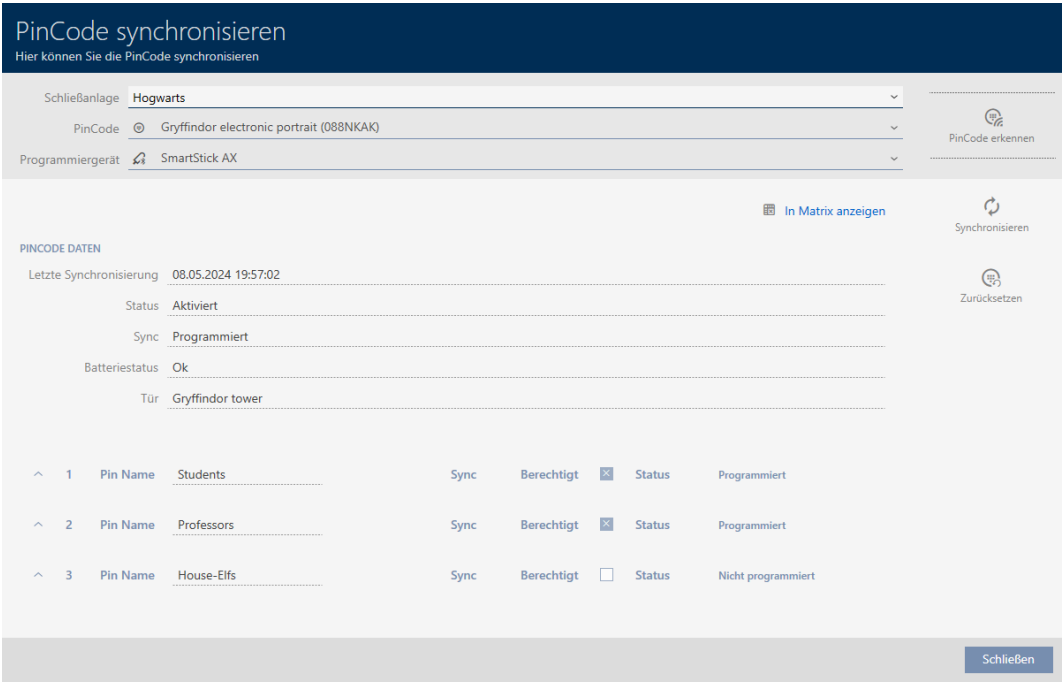 PinCode synchronisieren
Hier können Sie die PinCode synchronisieren
Schließanlage Hogwarts
PinCode Gryffindor electronic portrait (088NKAK)
Programmiergerät SmartStick AX
PinCode erkennen
In Matrix anzeigen
Synchronisieren
Zurücksetzen
PINCODE DATEN
Letzte Synchronisierung 08.05.2024 19:57:02
Status Aktiviert
Sync Programmiert
Batteriestatus Ok
Tür Gryffindor tower
1 Pin Name Students Sync Berechtigt Status Programmiert
2 Pin Name Professors Sync Berechtigt Status Programmiert
3 Pin Name House-Elfs Sync Berechtigt Status Nicht programmiert
Schließen